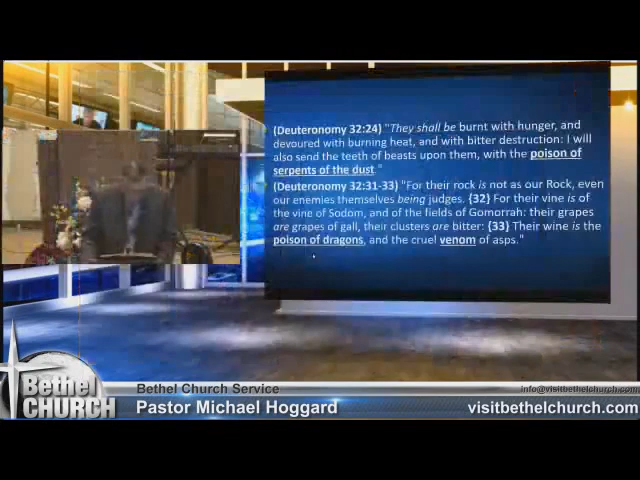 (Deuteronomy 32:24) "They shall be burnt with hunger, and
devoured with burning heat, and with bitter destruction: I will
also send the teeth of beasts upon them, with the poison of
serpents of the dust."
(Deuteronomy 32:31-33) "For their rock is not as our Rock, even
our enemies themselves being judges. {32} For their vine is of
the vine of Sodom, and of the fields of Gomorrah: their grapes
are grapes of gall, their clusters are bitter: {33} Their wine is the
poison of dragons, and the cruel venom of asps."
Bethel
CHURCH
Bethel Church Service
info@visitbethelchurch.com
Pastor Michael Hoggard
visitbethelchurch.com